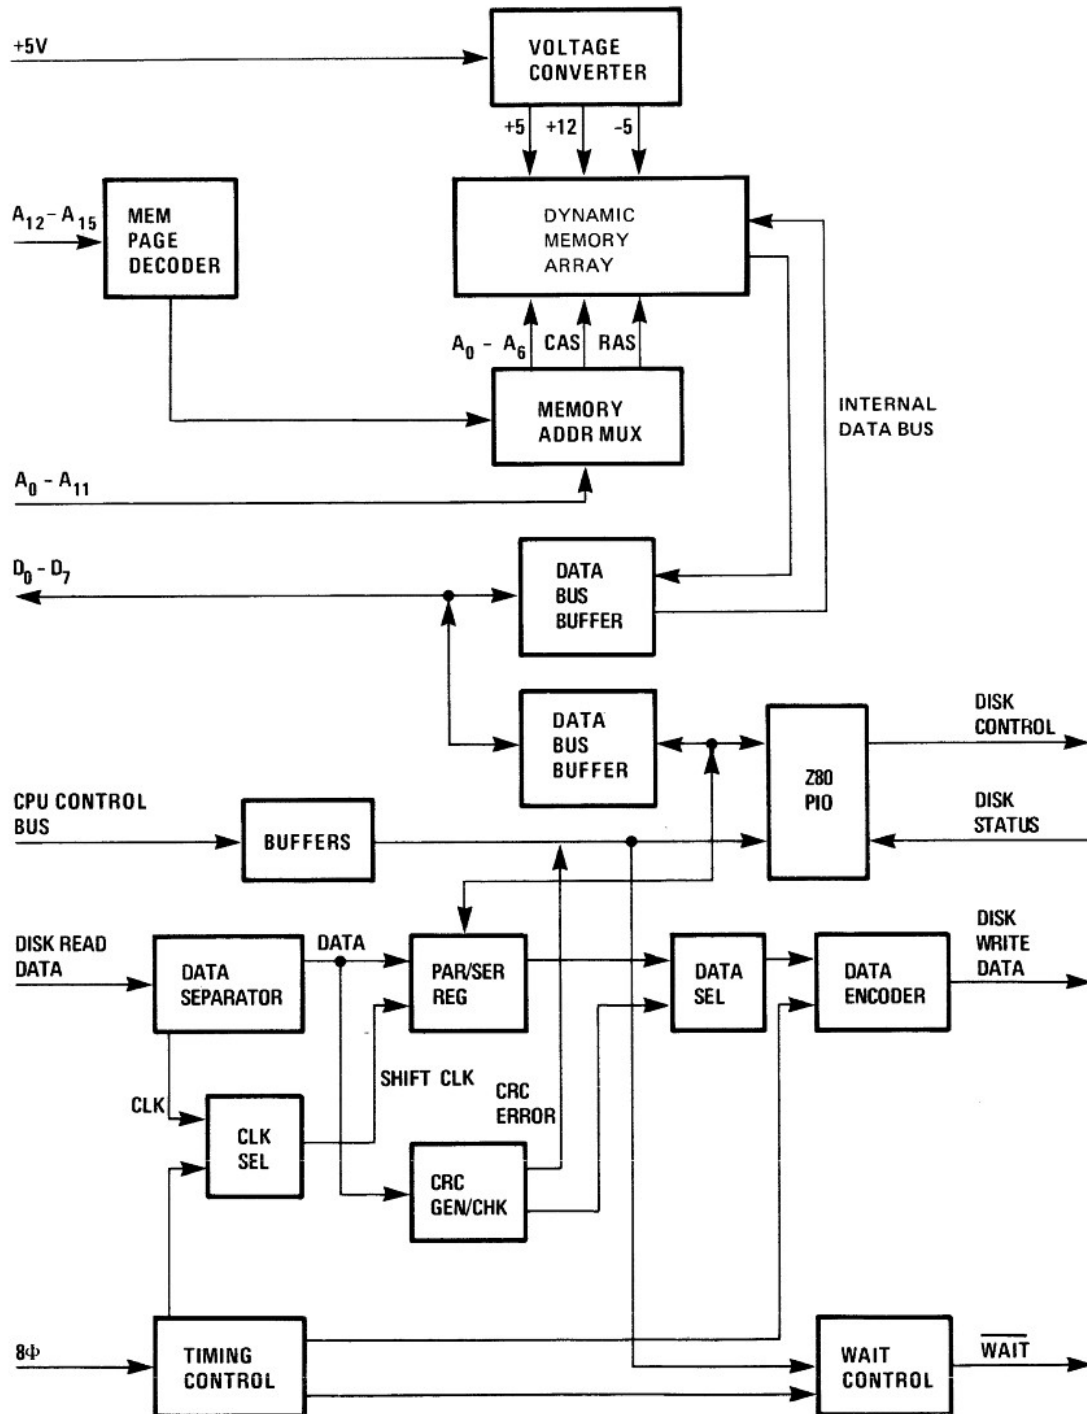 +5V
VOLTAGE
CONVERTER
+5 +12 -5
A12 - A15
MEM
PAGE
DECODER
DYNAMIC
MEMORY
ARRAY
A0 - A6 CAS RAS
MEMORY
ADDR MUX
INTERNAL
DATA BUS
A0 - A11
D0 - D7
DATA
BUS
BUFFER
DATA
BUS
BUFFER
Z80
PIO
DISK
CONTROL
DISK
STATUS
CPU CONTROL
BUS
BUFFERS
DISK READ
DATA
DATA
SEPARATOR
DATA
PAR/SER
REG
DATA
SEL
DATA
ENCODER
DISK
WRITE
DATA
CLK
CLK
SEL
SHIFT CLK
CRC
ERROR
CRC
GEN/CHK
8Φ
TIMING
CONTROL
WAIT
CONTROL
WAIT